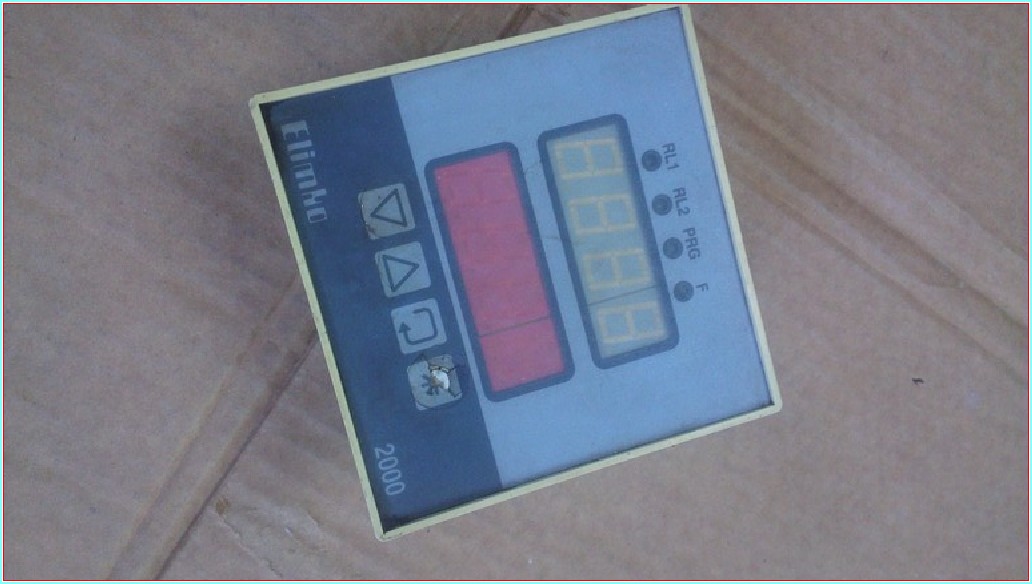 RL1 RL2 PRG F
Elimko 2000